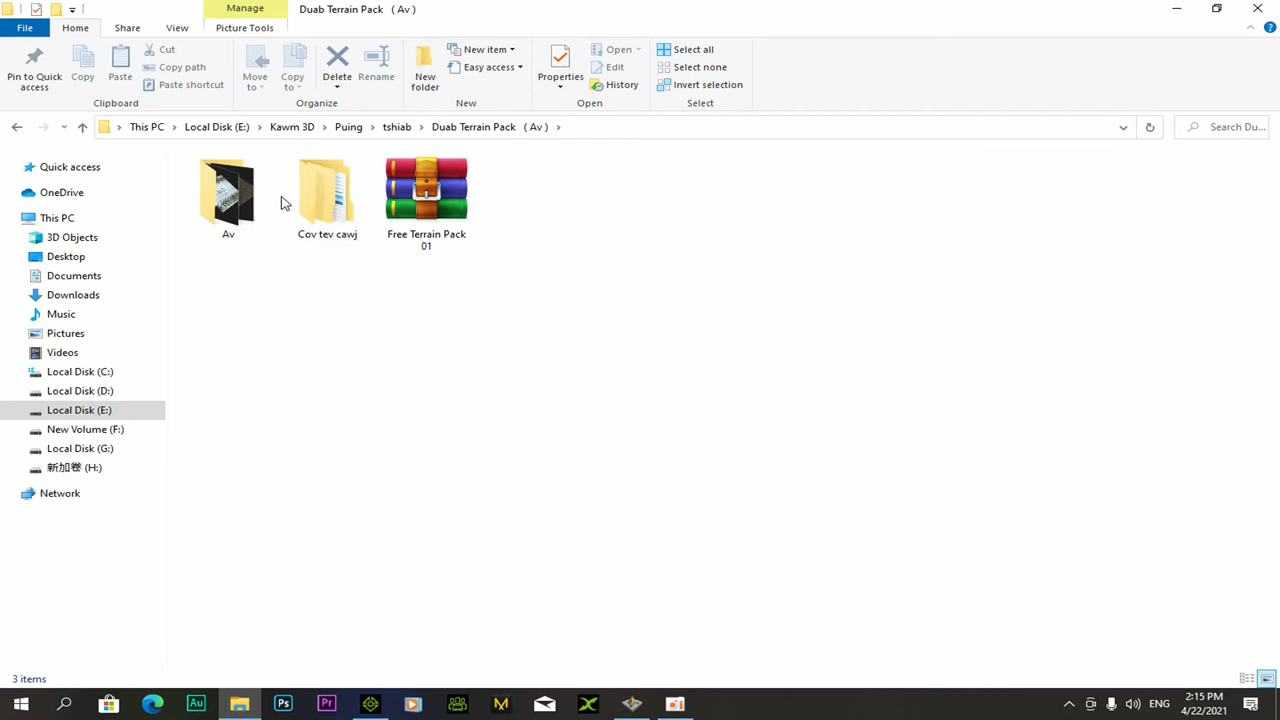 Manage
Duab Terrain Pack ( Av )
File
Home
Share
View
Picture Tools
Pin to Quick access
Copy
Paste
Cut
Copy path
Paste shortcut
Clipboard
Move to
Copy to
Delete
Rename
Organize
New folder
New item
Easy access
New
Properties
Open
Edit
History
Open
Select all
Select none
Invert selection
Select
This PC > Local Disk (E:) > Kawm 3D > Puing > tshiab > Duab Terrain Pack ( Av ) >
Search Du...
Quick access
OneDrive
This PC
3D Objects
Desktop
Documents
Downloads
Music
Pictures
Videos
Local Disk (C:)
Local Disk (D:)
Local Disk (E:)
New Volume (F:)
Local Disk (G:)
新加卷 (H:)
Network
Av
Cov tev cawj
Free Terrain Pack
01
3 items
Au
Ps
Pr
M
ENG
2:15 PM
4/22/2021